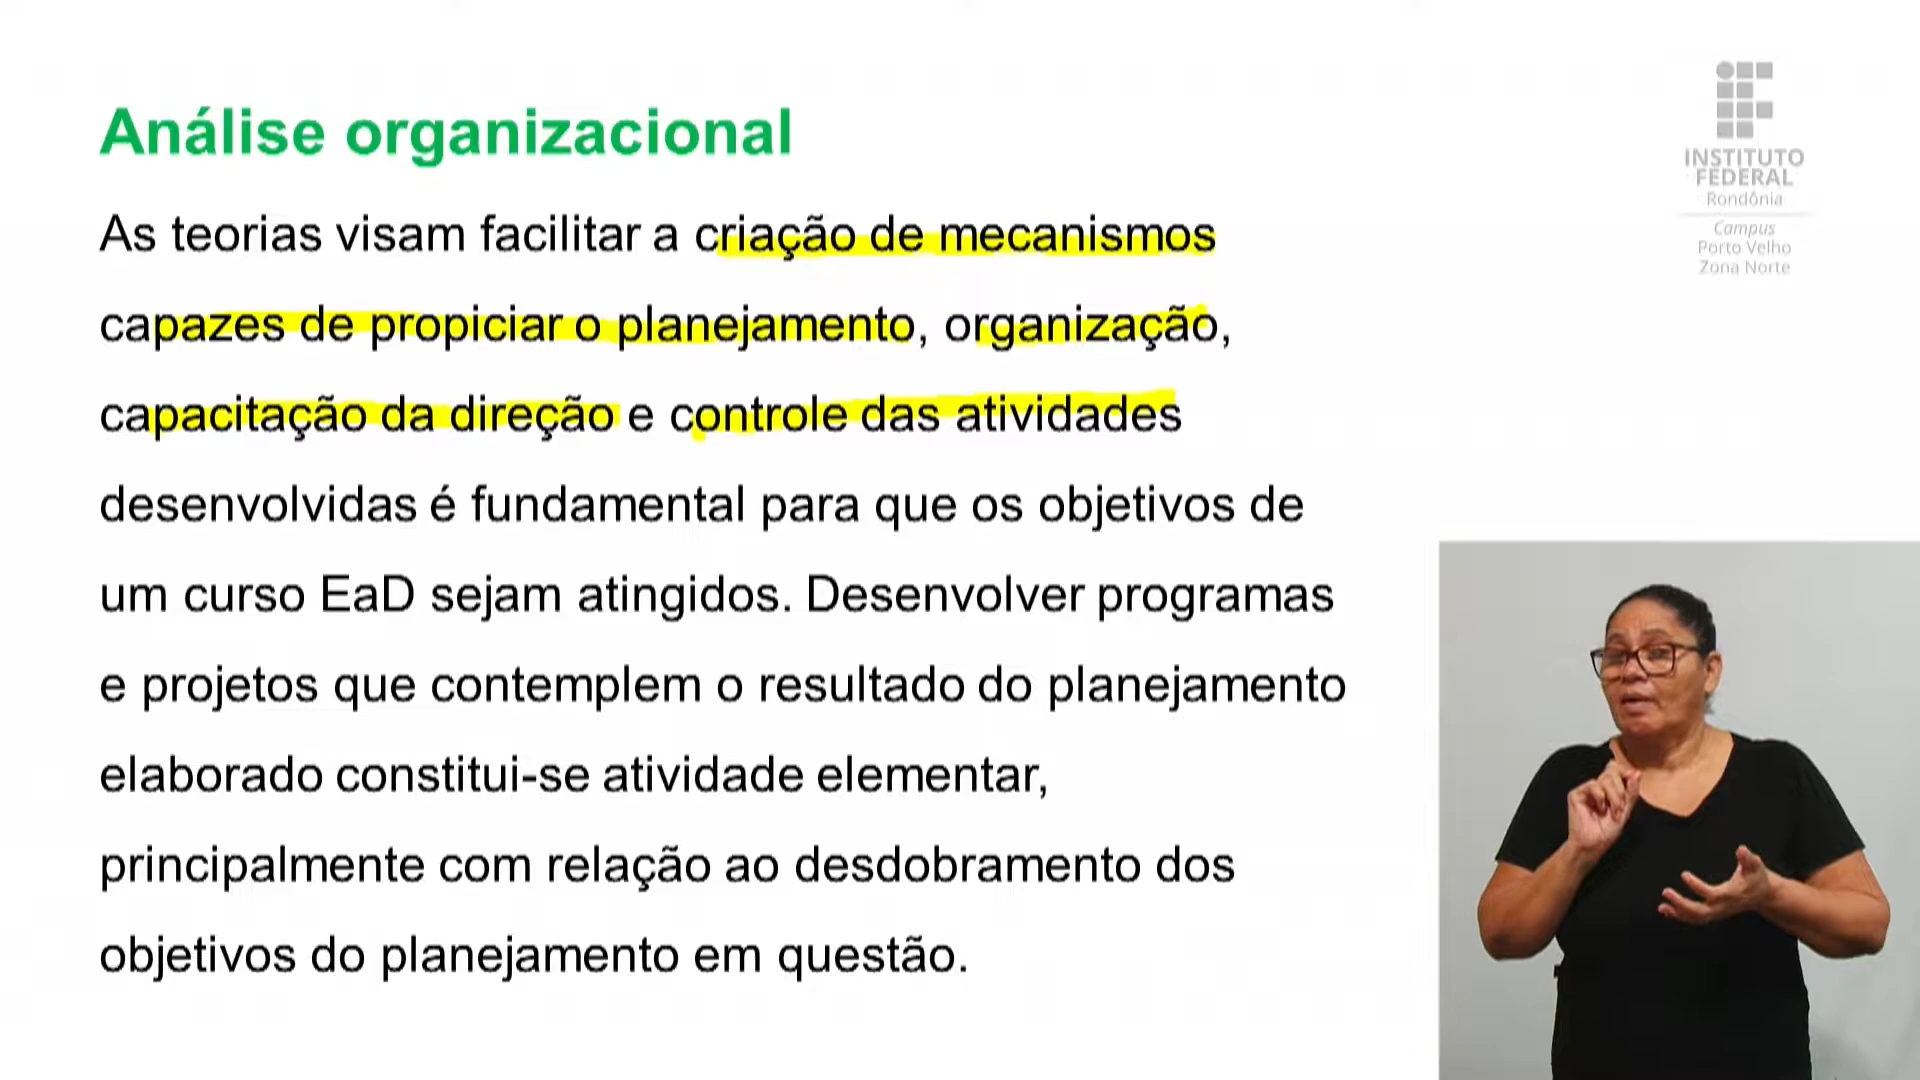 Análise organizacional
As teorias visam facilitar a criação de mecanismos
capazes de propiciar o planejamento, organização,
capacitação da direção e controle das atividades
desenvolvidas é fundamental para que os objetivos de
um curso EaD sejam atingidos. Desenvolver programas
e projetos que contemplem o resultado do planejamento
elaborado constitui-se atividade elementar,
principalmente com relação ao desdobramento dos
objetivos do planejamento em questão.
INSTITUTO
FEDERAL
Rondônia
Campus
Porto Velho
Zona Norte